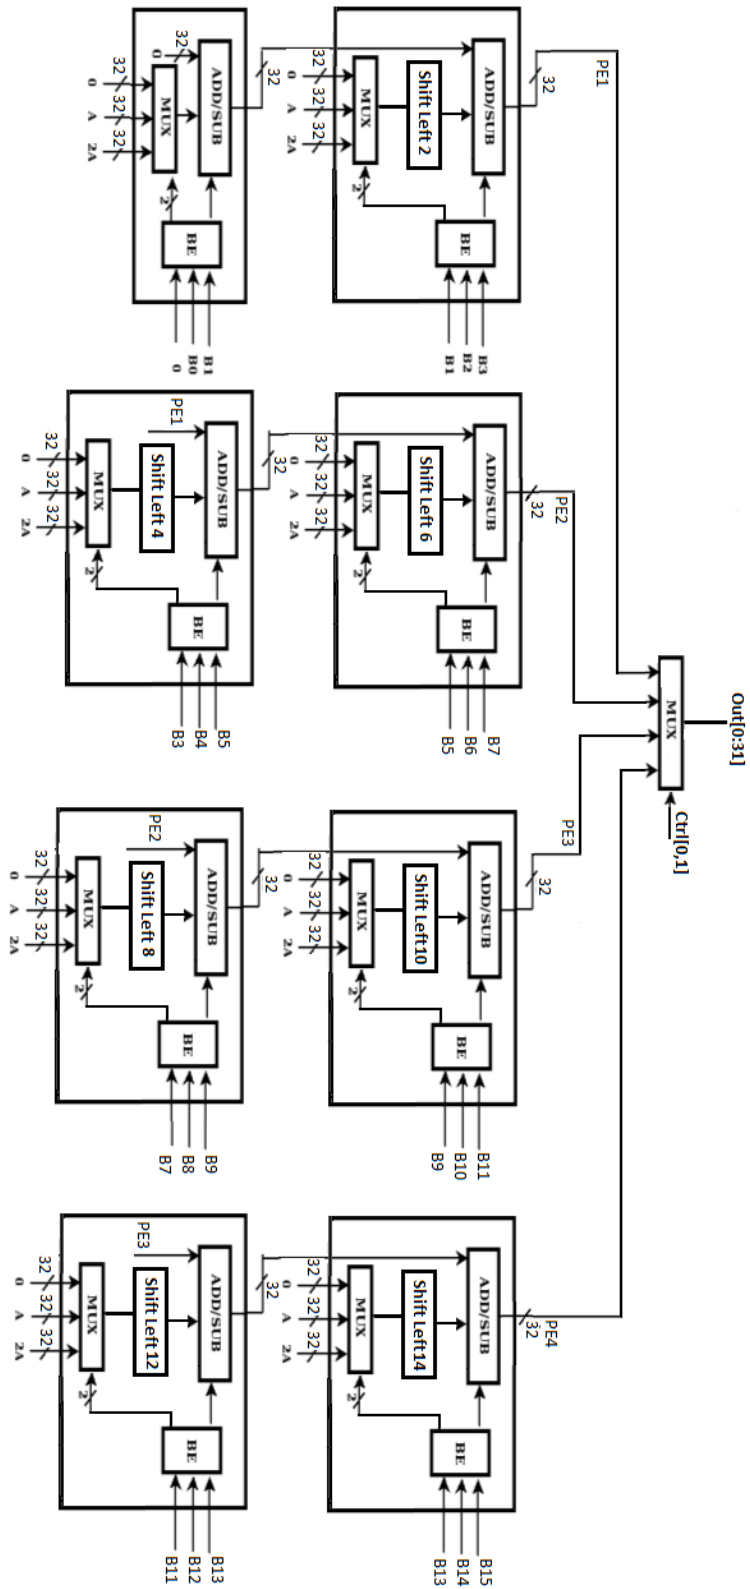 PE1
32
32
0
32
0
32
A
32
2A
MUX
ADD/SUB
2
BE
B1
B0
0
32
32
0
32
A
32
2A
MUX
Shift Left 2
ADD/SUB
2
BE
B3
B2
B1
PE1
32
0
32
A
32
2A
MUX
Shift Left 4
ADD/SUB
32
2
BE
B5
B4
B3
32
0
32
A
32
2A
MUX
Shift Left 6
ADD/SUB
32
PE2
2
BE
B7
B6
B5
Out[0:31]
MUX
Ctrl[0,1]
PE2
32
0
32
A
32
2A
MUX
Shift Left 8
ADD/SUB
32
2
BE
B9
B8
B7
PE3
32
32
0
32
A
32
2A
MUX
Shift Left10
ADD/SUB
2
BE
B11
B10
B9
PE3
32
0
32
A
32
2A
MUX
Shift Left12
ADD/SUB
32
2
BE
B13
B12
B11
32
0
32
A
32
2A
MUX
Shift Left14
ADD/SUB
32
PE4
2
BE
B15
B14
B13